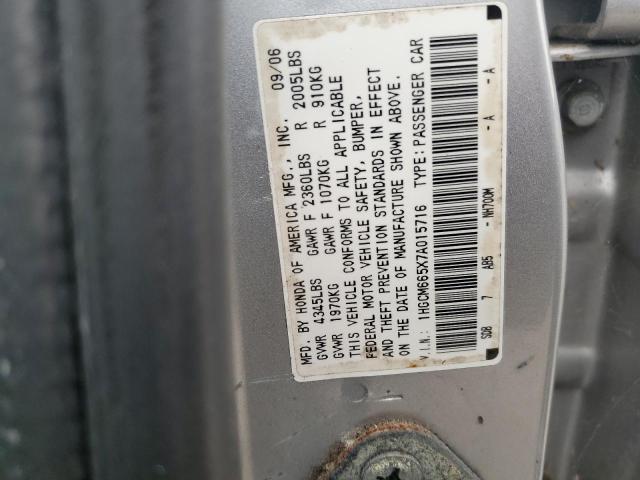 MFD. BY HONDA OF AMERICA MFG., INC. 09/06
GVWR 4345LBS GAWR F 2360LBS R 2005LBS
GVWR 1970KG GAWR F 1070KG R 910KG
THIS VEHICLE CONFORMS TO ALL APPLICABLE
FEDERAL MOTOR VEHICLE SAFETY, BUMPER,
AND THEFT PREVENTION STANDARDS IN EFFECT
ON THE DATE OF MANUFACTURE SHOWN ABOVE.
V.I.N.: 1HGCM665X7A015716 TYPE:PASSENGER CAR
SDB 7 AB5 - NH700M - A - A